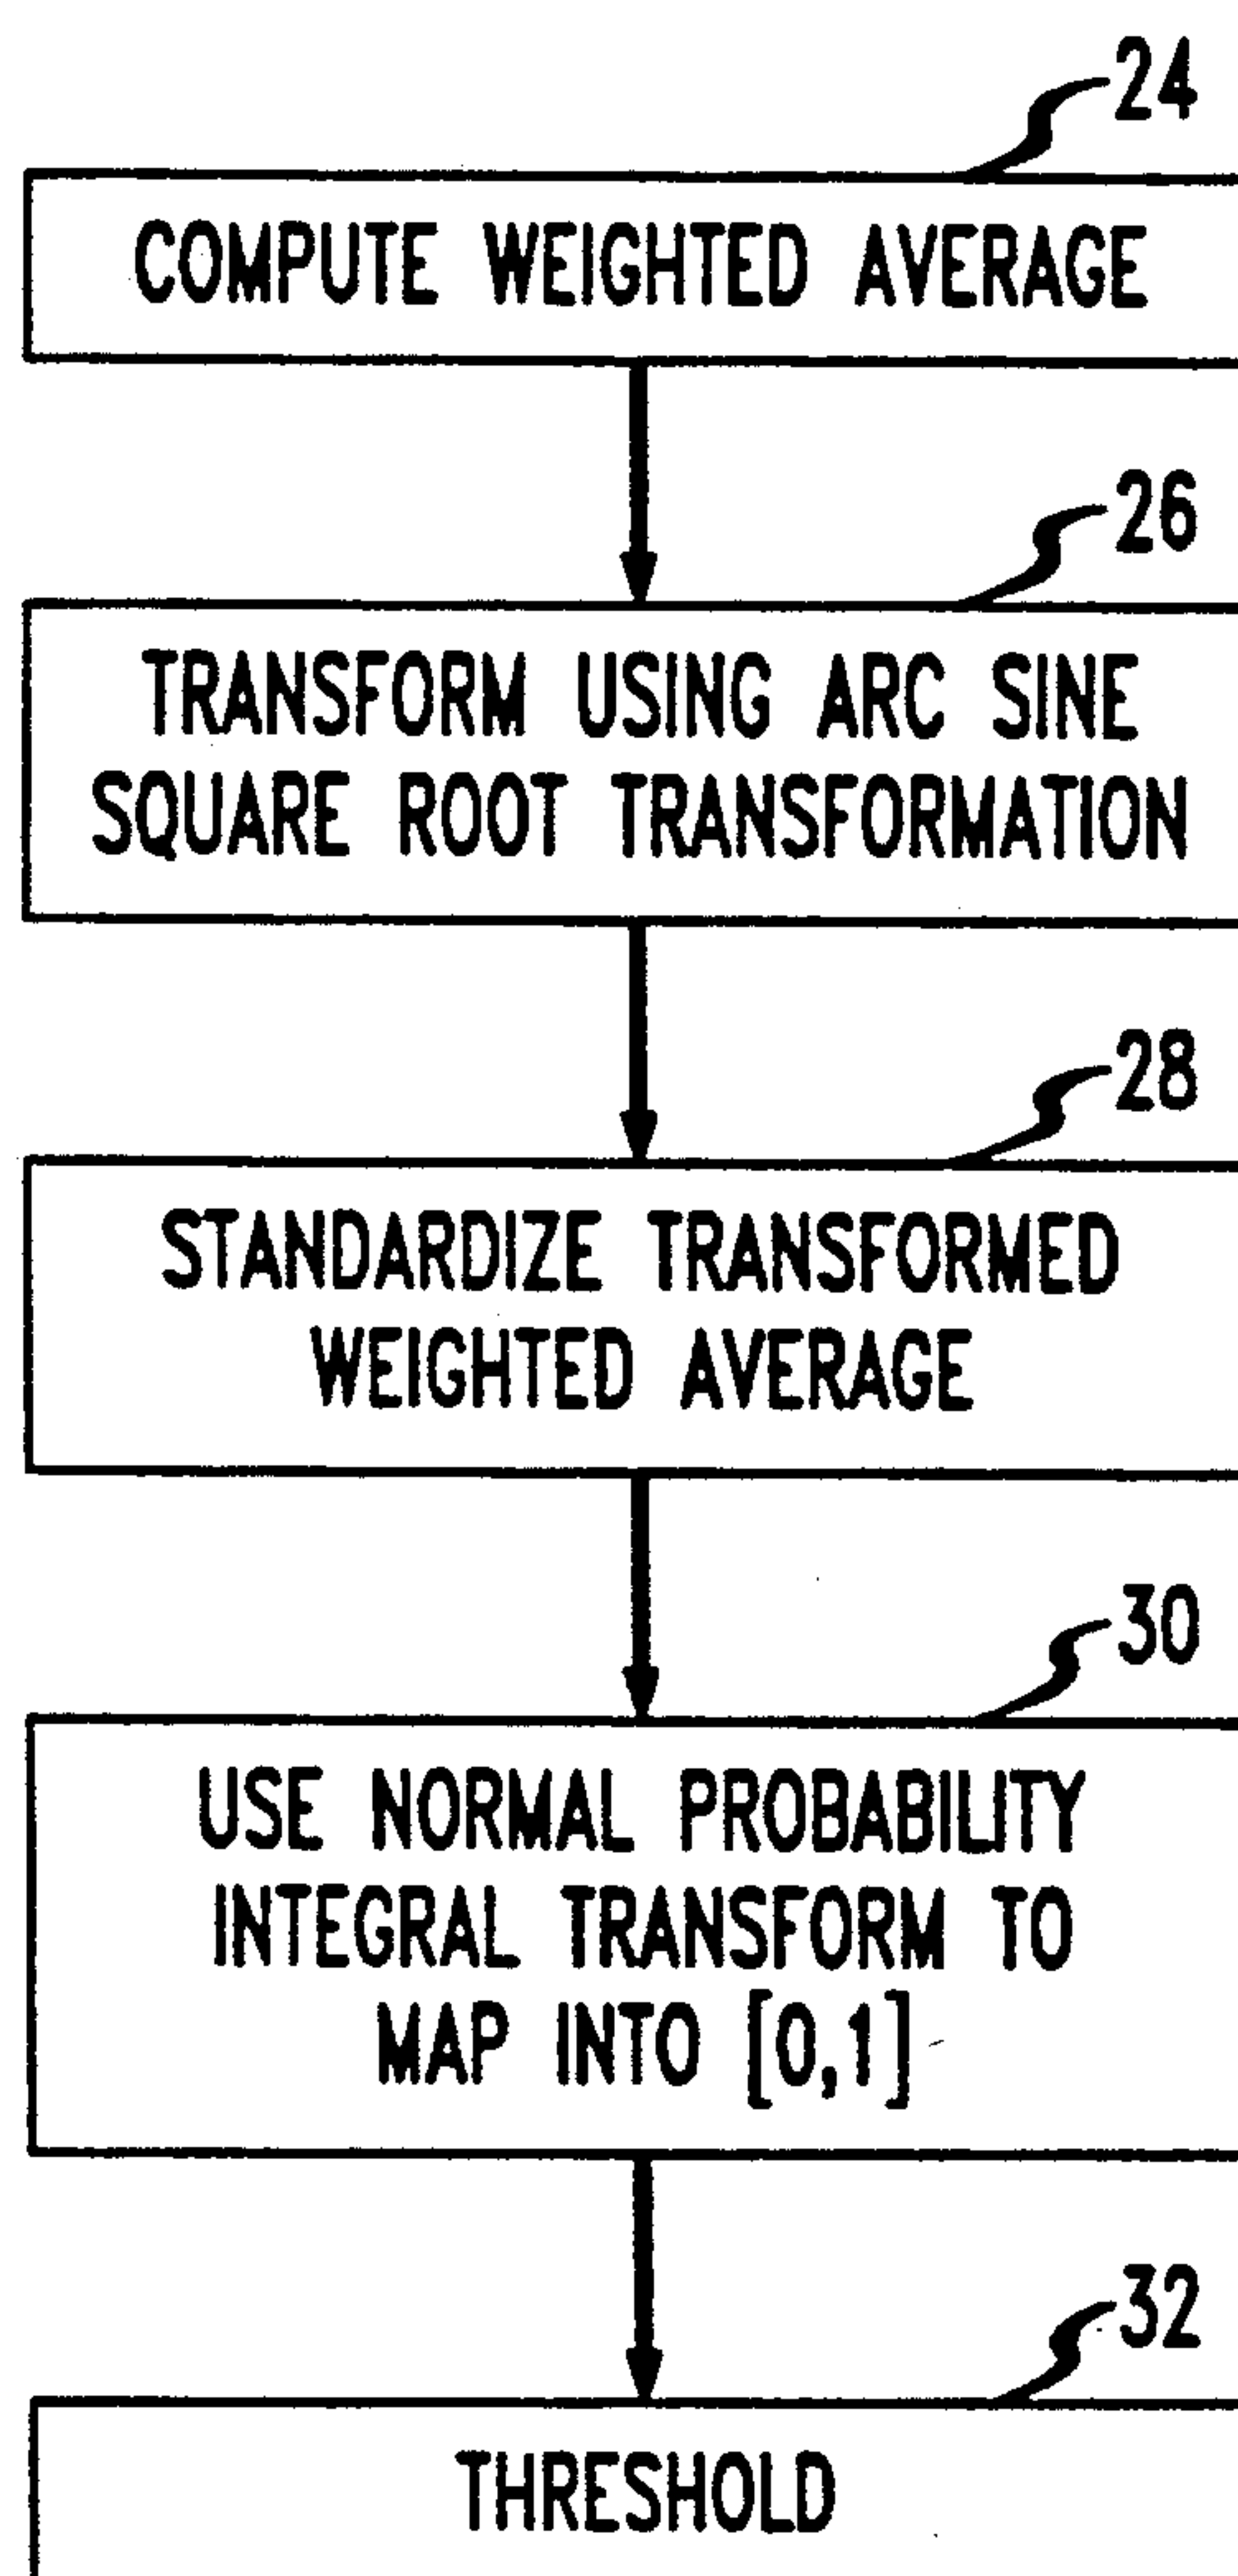 24
COMPUTE WEIGHTED AVERAGE
26
TRANSFORM USING ARC SINE
SQUARE ROOT TRANSFORMATION
28
STANDARDIZE TRANSFORMED
WEIGHTED AVERAGE
30
USE NORMAL PROBABILITY
INTEGRAL TRANSFORM TO
MAP INTO [0,1]
32
THRESHOLD